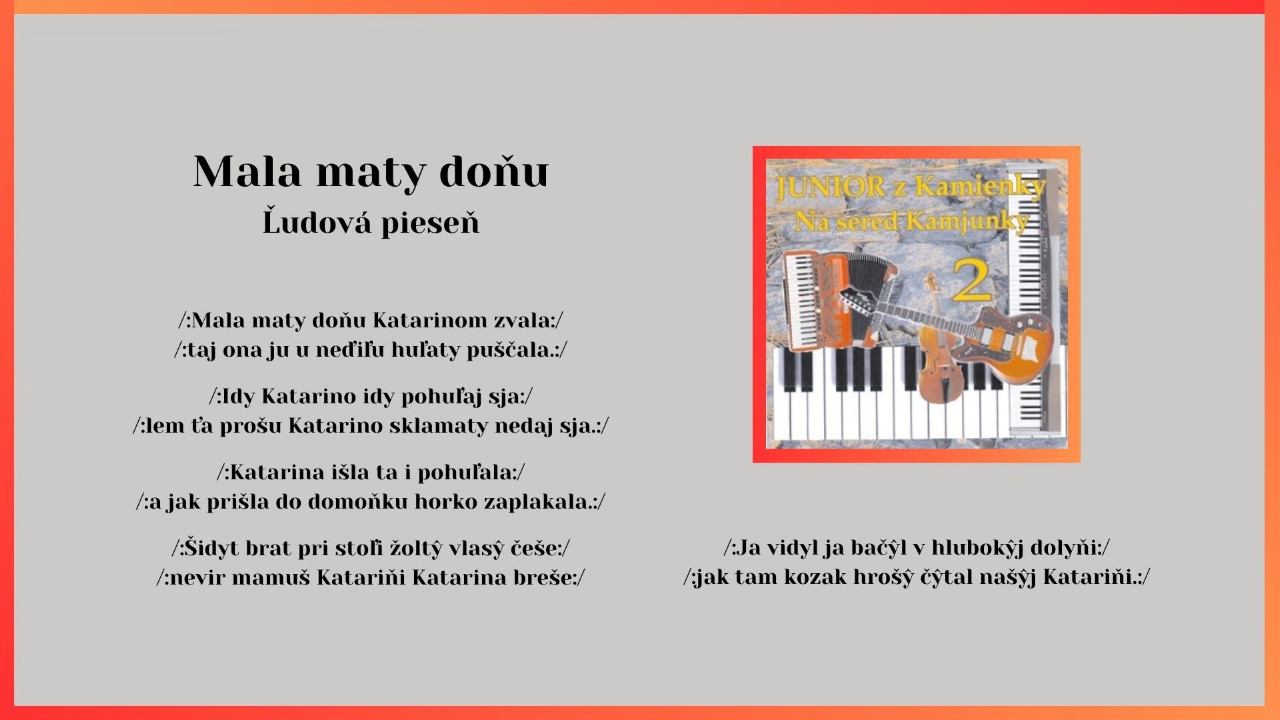 Mala maty doňu
Ľudová pieseň
/:Mala maty doňu Katarinom zvala:/
/:taj ona ju u neďiľu huľaty puščala.:/
/:Idy Katarino idy pohuľaj sja:/
/:lem ťa prošu Katarino sklamaty nedaj sja.:/
/:Katarina išla ta i pohuľala:/
/:a jak prišla do domoňku horko zaplakala.:/
/:Šidyt brat pri stoľi žoltŷ vlasŷ češe:/
/:nevir mamuš Katariňi Katarina breše:/
JUNIOR z Kamienky
Na sered Kamjunky
2
/:Ja vidyl ja bačŷl v hlubokŷj dolyňi:/
/:jak tam kozak hrošŷ čŷtal našŷj Katariňi.:/